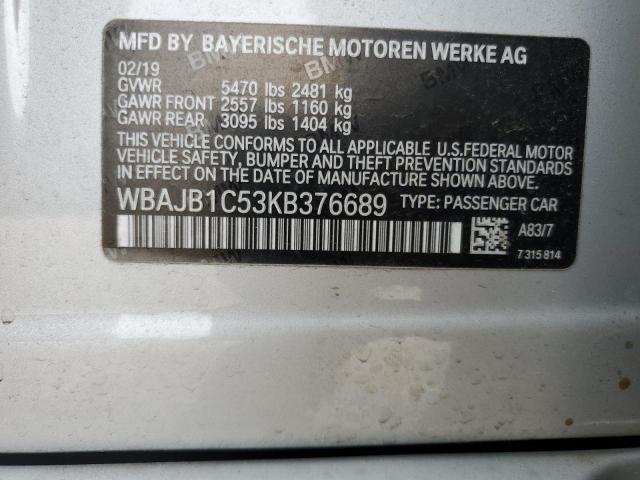 MFD BY BAYERISCHE MOTOREN WERKE AG
02/19
GVWR 5470 lbs 2481 kg
GAWR FRONT 2557 lbs 1160 kg
GAWR REAR 3095 lbs 1404 kg
THIS VEHICLE CONFORMS TO ALL APPLICABLE U.S.FEDERAL MOTOR
VEHICLE SAFETY, BUMPER AND THEFT PREVENTION STANDARDS
IN EFFECT ON THE DATE OF MANUFACTURE SHOWN ABOVE.
WBAJB1C53KB376689 TYPE: PASSENGER CAR
A83/7
7 315 814